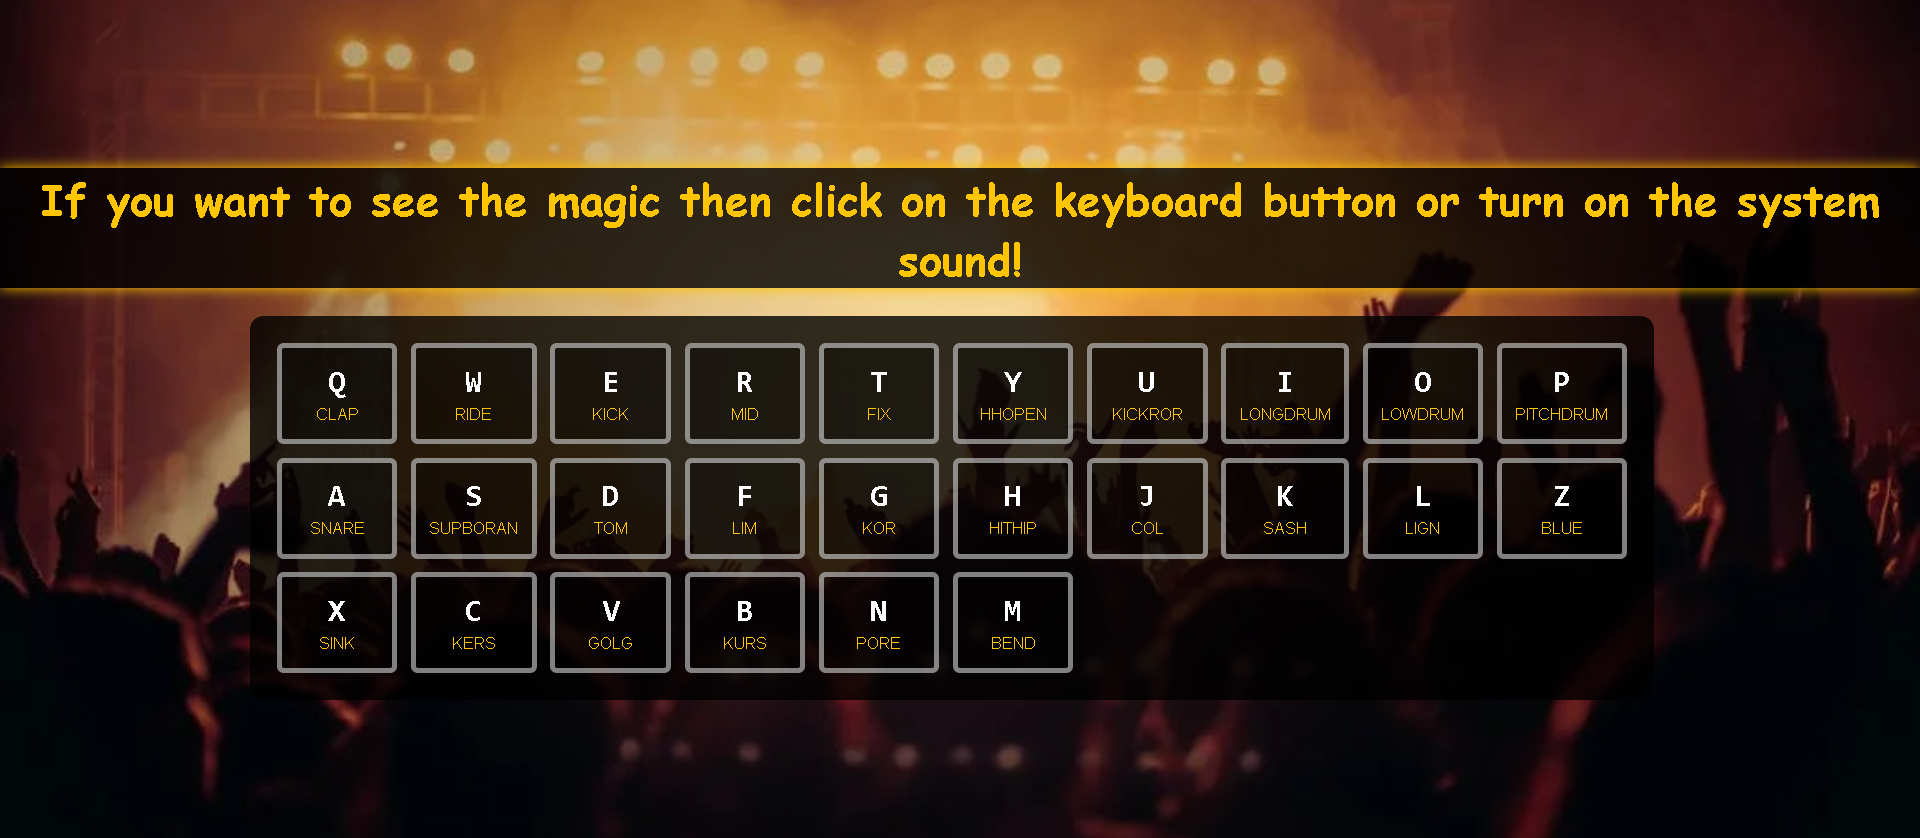 If you want to see the magic then click on the keyboard button or turn on the system
sound!
Q W E R T Y U I O P
CLAP RIDE KICK MID FIX HHOPEN KICKROR LONGDRUM LOWDRUM PITCHDRUM
A S D F G H J K L Z
SNARE SUPBORAN TOM LIM KOR HITHIP COL SASH LIGN BLUE
X C V B N M
SINK KERS GOLG KURS PORE BEND